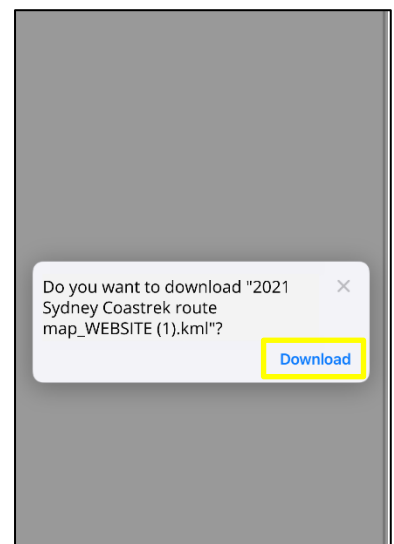 Do you want to download "2021
Sydney Coastrek route
map_WEBSITE (1).kml"?
Download